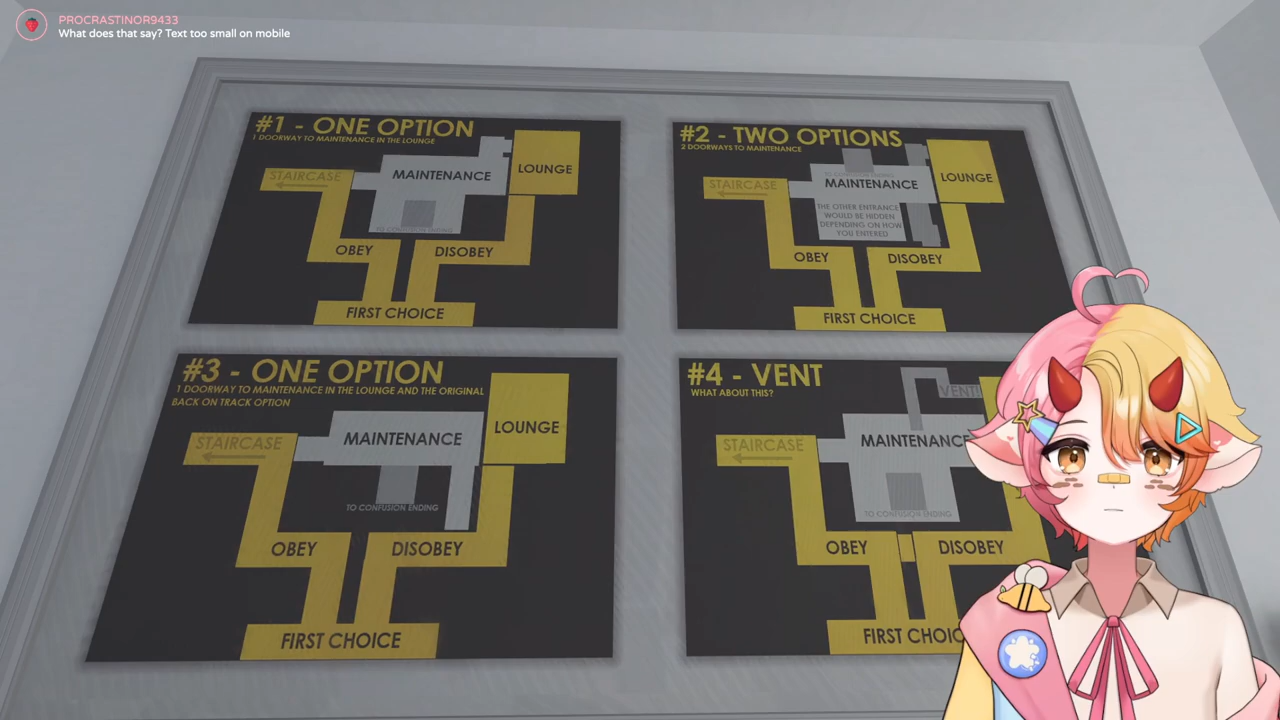 PROCRASTINOR9433
What does that say? Text too small on mobile
#1 - ONE OPTION
1 DOORWAY TO MAINTENANCE IN THE LOUNGE
LOUNGE
MAINTENANCE
STAIRCASE
TO CONFUSION ENDING
OBEY
DISOBEY
FIRST CHOICE
#2 - TWO OPTIONS
2 DOORWAYS TO MAINTENANCE
LOUNGE
TO CONFUSION ENDING
MAINTENANCE
STAIRCASE
THE OTHER ENTRANCE
WOULD BE HIDDEN
DEPENDING ON HOW
YOU ENTERED
OBEY
DISOBEY
FIRST CHOICE
#3 - ONE OPTION
1 DOORWAY TO MAINTENANCE IN THE LOUNGE AND THE ORIGINAL
BACK ON TRACK OPTION
LOUNGE
MAINTENANCE
STAIRCASE
TO CONFUSION ENDING
OBEY
DISOBEY
FIRST CHOICE
#4 - VENT
WHAT ABOUT THIS?
VENT!
MAINTENANCE
STAIRCASE
TO CONFUSION ENDING
OBEY
DISOBEY
FIRST CHOIC